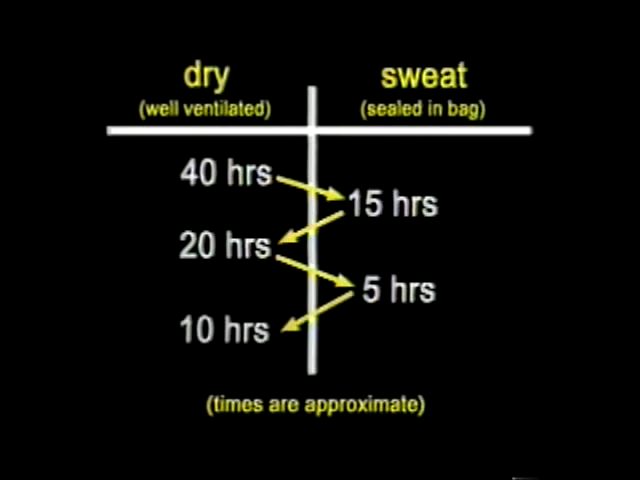 dry
(well ventilated)
sweat
(sealed in bag)
40 hrs
15 hrs
20 hrs
5 hrs
10 hrs
(times are approximate)